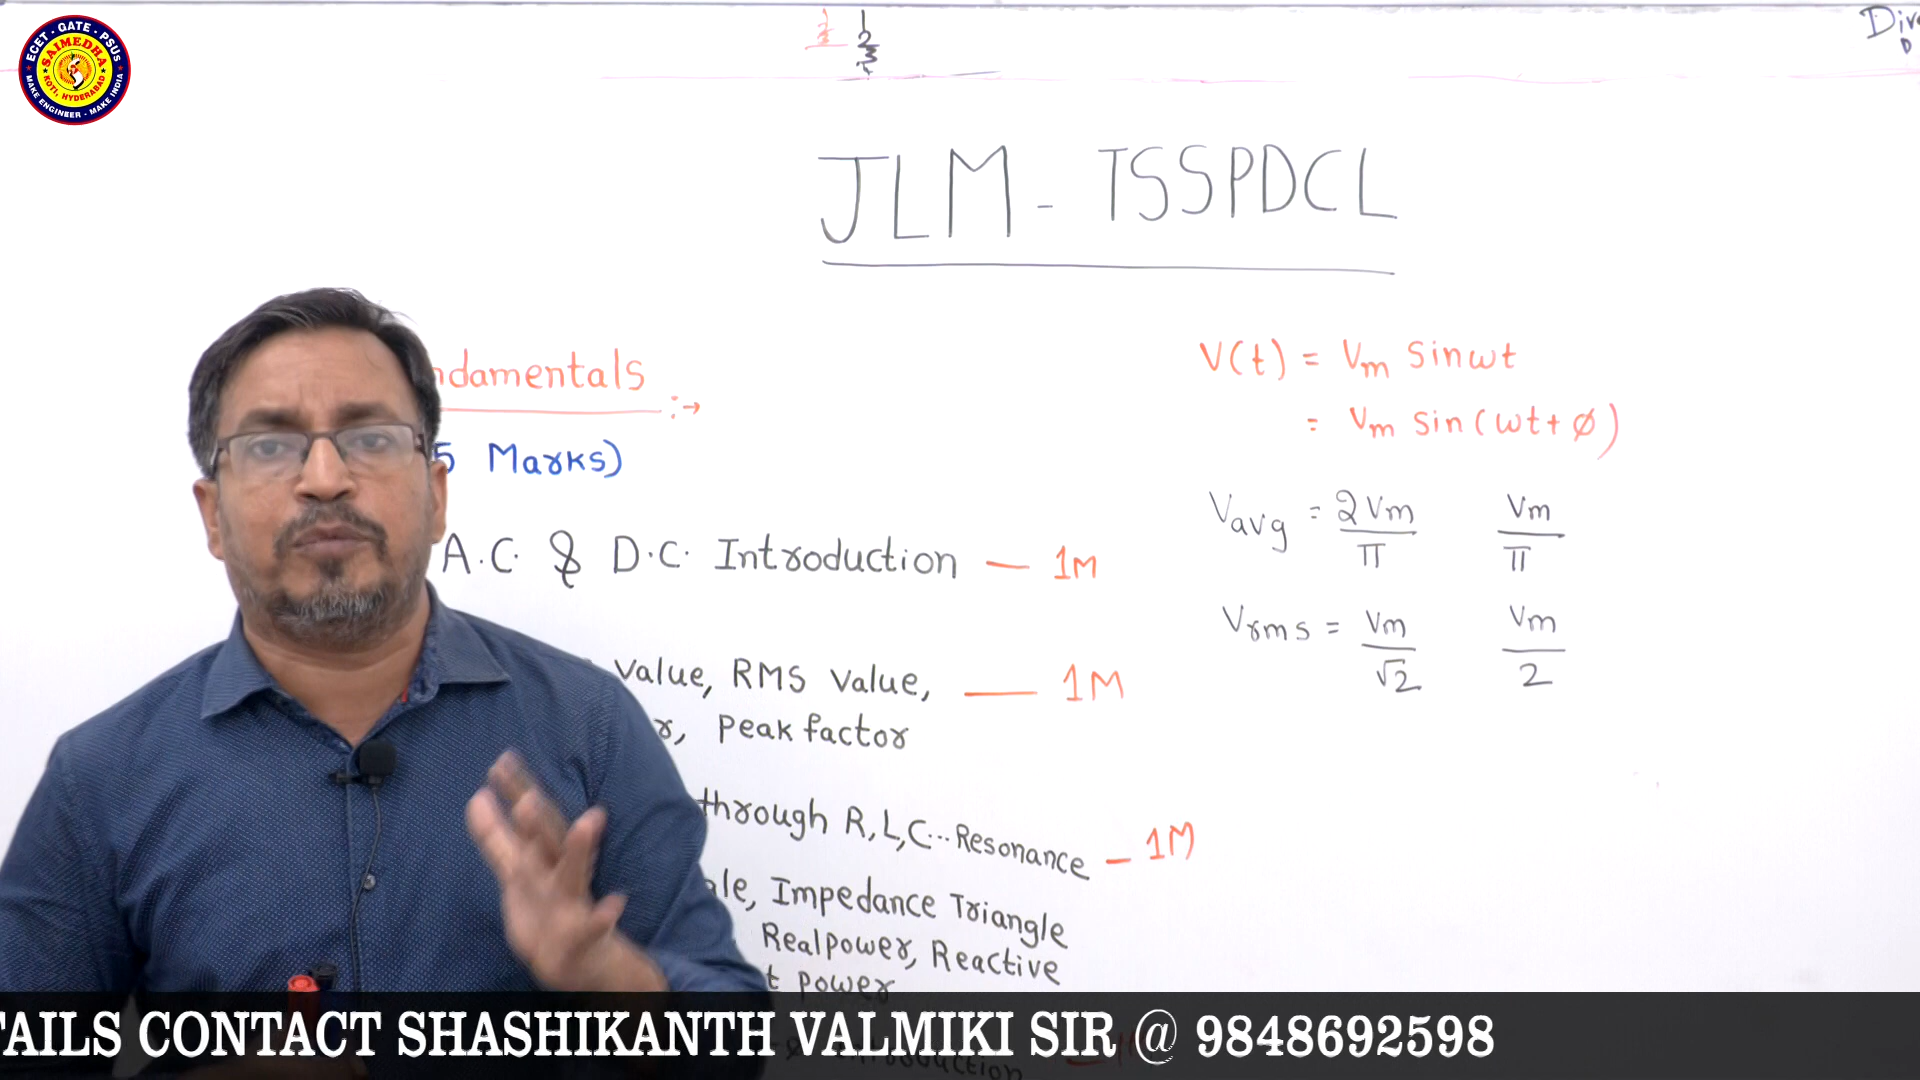 ECET - GATE - PSUS
SAIMEDHA
KOTI, HYDERABAD
MAKE ENGINEER - MAKE INDIA
JLM - TSSPDCL
ndamentals :→
5 Marks)
A.C. & D.C. Introduction — 1M
value, RMS value, — 1M
r, Peak factor
through R,L,C... Resonance — 1M
le, Impedance Triangle
Realpower, Reactive
t power
V(t) = Vm Sinωt
= Vm Sin(ωt+φ)
Vavg = 2Vm/π Vm/π
Vrms = Vm/√2 Vm/2
TAILS CONTACT SHASHIKANTH VALMIKI SIR @ 9848692598